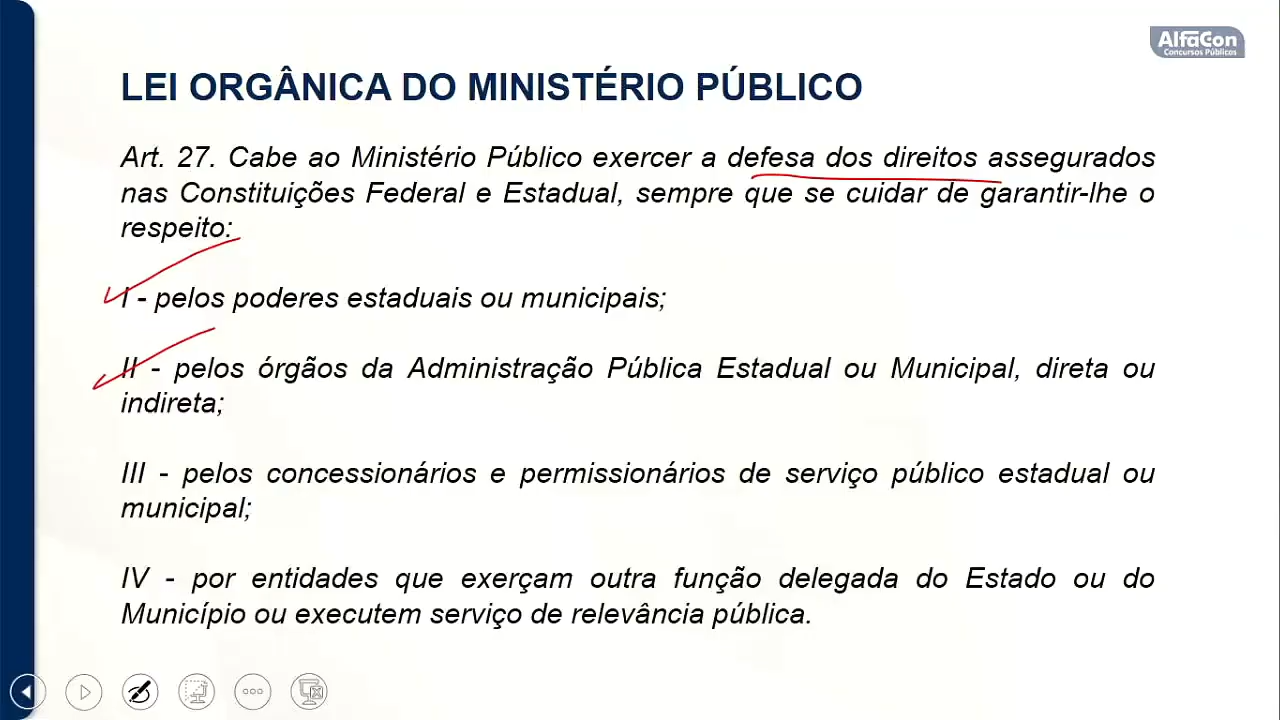 AlfaCon
Concursos Públicos
LEI ORGÂNICA DO MINISTÉRIO PÚBLICO
Art. 27. Cabe ao Ministério Público exercer a defesa dos direitos assegurados
nas Constituições Federal e Estadual, sempre que se cuidar de garantir-lhe o
respeito:
I - pelos poderes estaduais ou municipais;
II - pelos órgãos da Administração Pública Estadual ou Municipal, direta ou
indireta;
III - pelos concessionários e permissionários de serviço público estadual ou
municipal;
IV - por entidades que exerçam outra função delegada do Estado ou do
Município ou executem serviço de relevância pública.